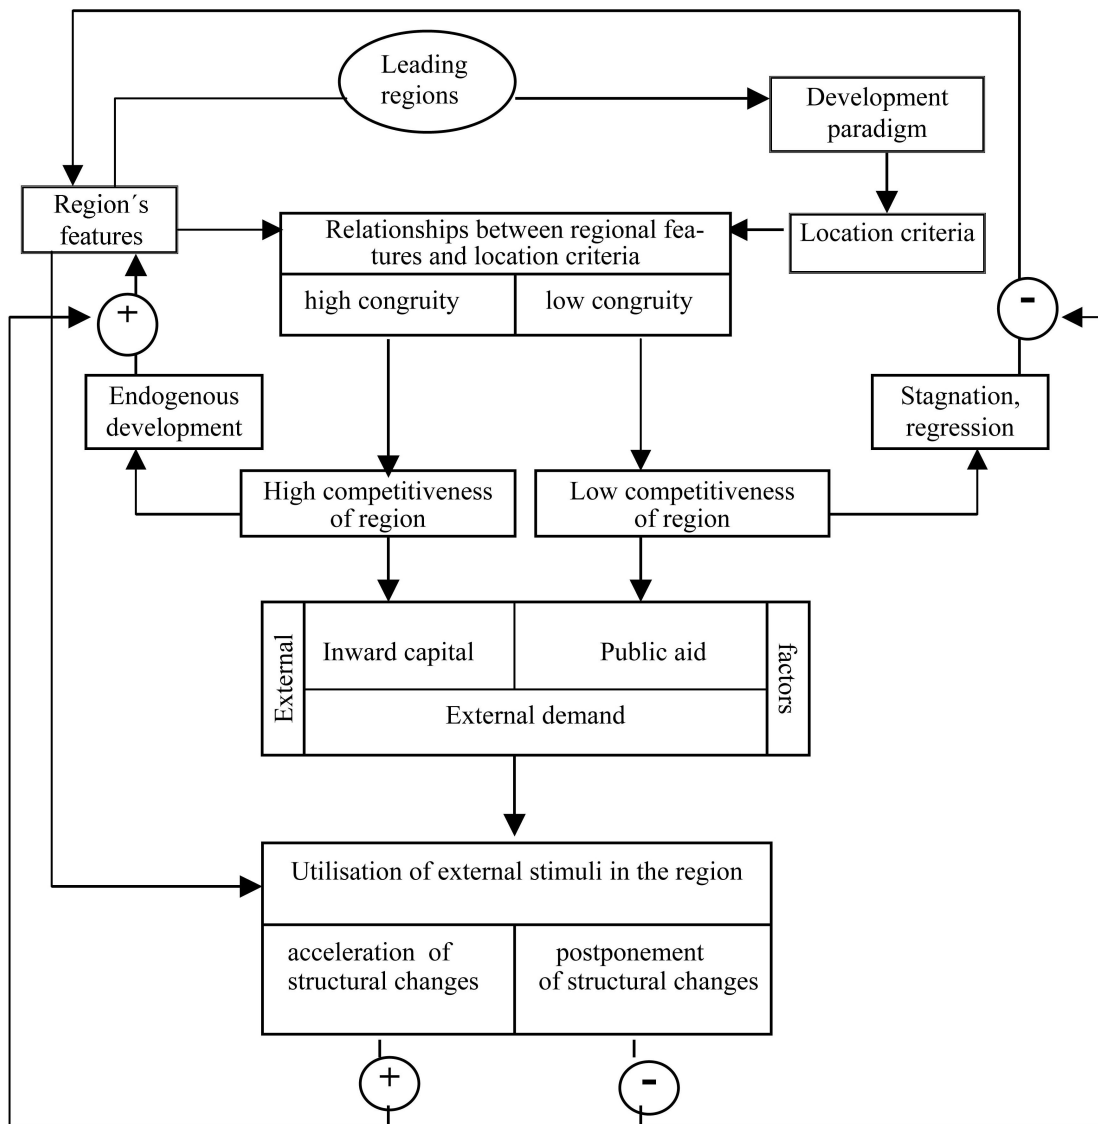 Leading
regions
Development
paradigm
Region´s
features
Relationships between regional fea-
tures and location criteria
Location criteria
high congruity
low congruity
+
-
Endogenous
development
Stagnation,
regression
High competitiveness
of region
Low competitiveness
of region
External
Inward capital
Public aid
factors
External demand
Utilisation of external stimuli in the region
acceleration of
structural changes
postponement
of structural changes
+
-